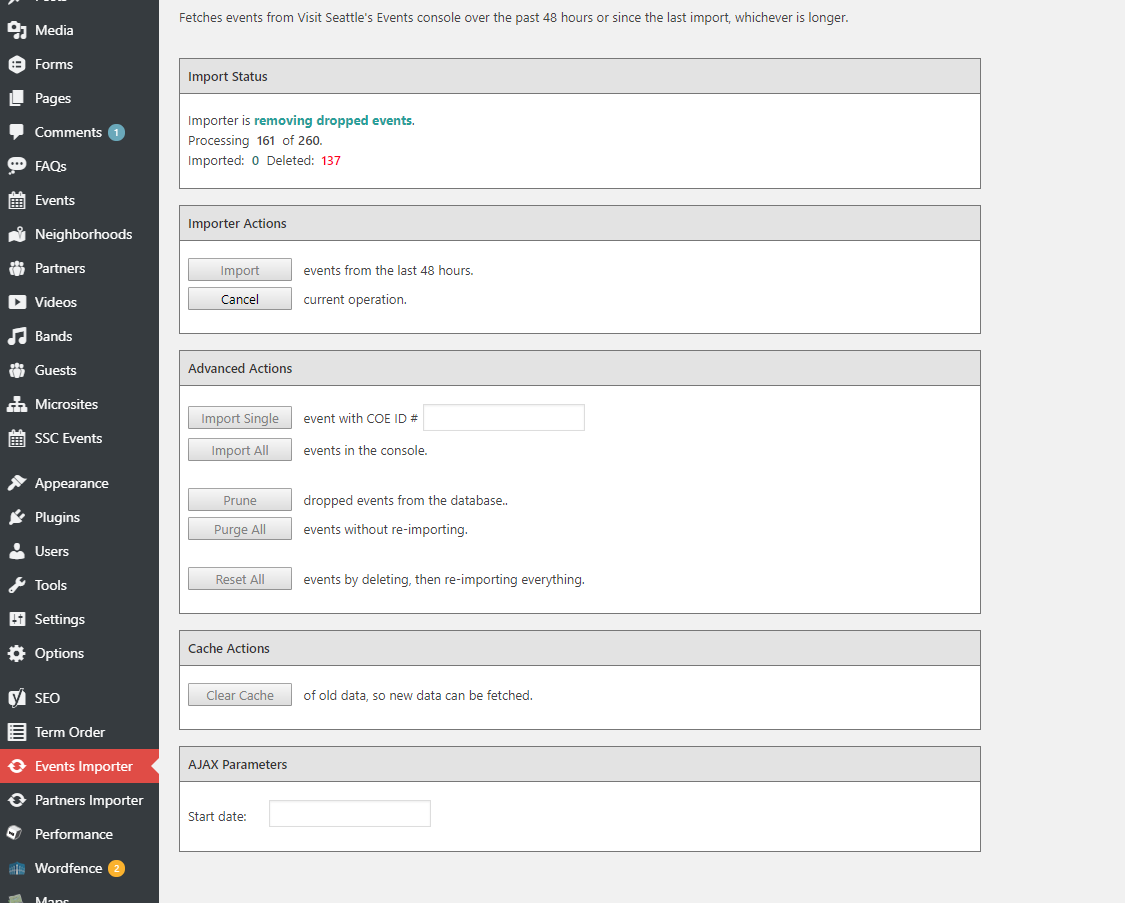 Media
Forms
Pages
Comments 1
FAQs
Events
Neighborhoods
Partners
Videos
Bands
Guests
Microsites
SSC Events
Appearance
Plugins
Users
Tools
Settings
Options
SEO
Term Order
Events Importer
Partners Importer
Performance
Wordfence 2
Maps
Fetches events from Visit Seattle's Events console over the past 48 hours or since the last import, whichever is longer.
Import Status
Importer is removing dropped events.
Processing 161 of 260.
Imported: 0 Deleted: 137
Importer Actions
Import events from the last 48 hours.
Cancel current operation.
Advanced Actions
Import Single event with COE ID #
Import All events in the console.
Prune dropped events from the database..
Purge All events without re-importing.
Reset All events by deleting, then re-importing everything.
Cache Actions
Clear Cache of old data, so new data can be fetched.
AJAX Parameters
Start date: